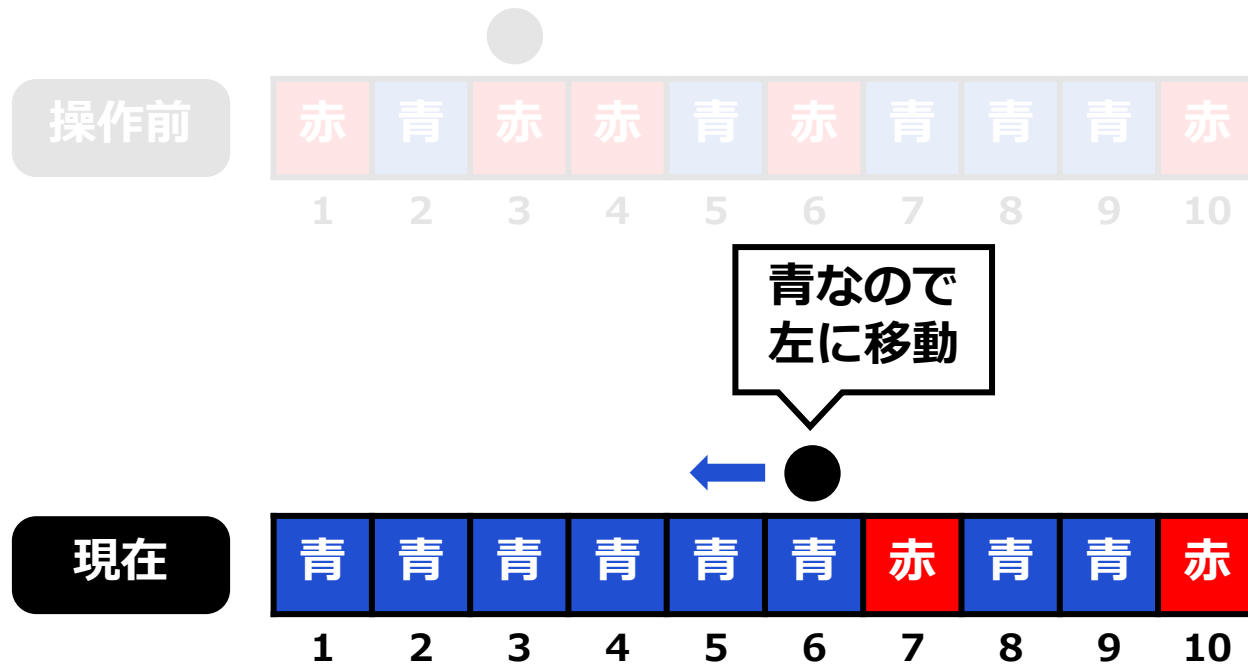 操作前
赤 青 赤 赤 青 赤 青 青 青 赤
1 2 3 4 5 6 7 8 9 10
青なので
左に移動
現在
青 青 青 青 青 青 赤 青 青 赤
1 2 3 4 5 6 7 8 9 10